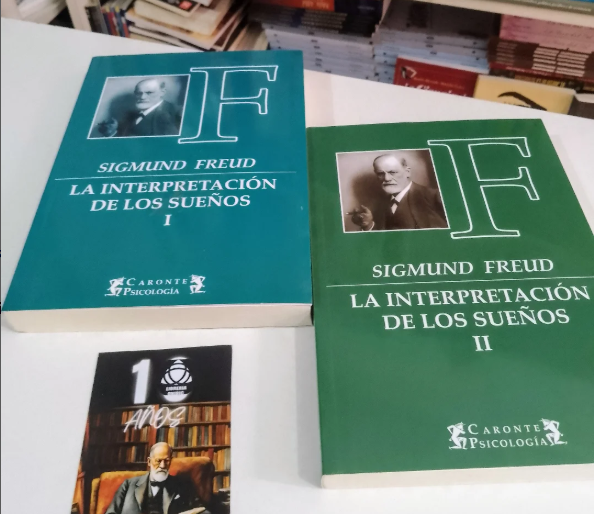 F
SIGMUND FREUD
LA INTERPRETACIÓN
DE LOS SUEÑOS
I
CARONTE
PSICOLOGÍA
F
SIGMUND FREUD
LA INTERPRETACIÓN
DE LOS SUEÑOS
II
CARONTE
PSICOLOGÍA
10
AÑOS